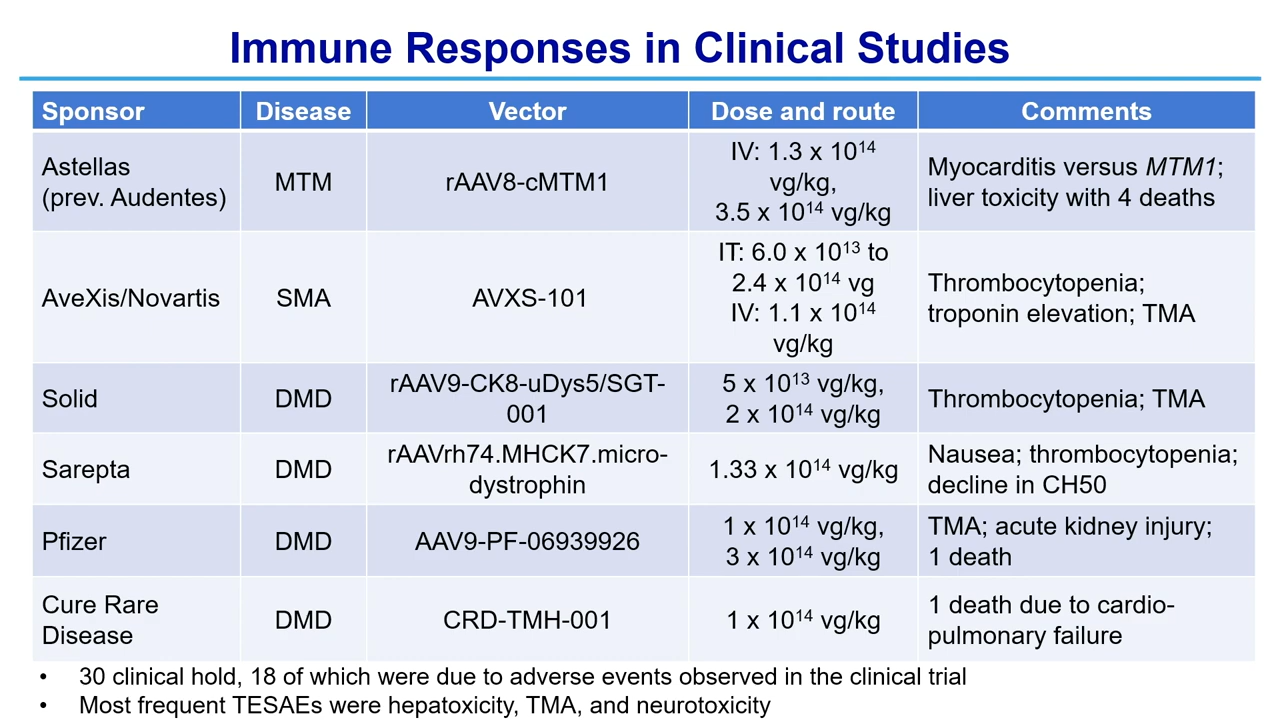 Immune Responses in Clinical Studies
Sponsor Disease Vector Dose and route Comments
Astellas
(prev. Audentes)
MTM
rAAV8-cMTM1
IV: 1.3 x 10¹⁴
vg/kg,
3.5 x 10¹⁴ vg/kg
Myocarditis versus MTM1;
liver toxicity with 4 deaths
AveXis/Novartis
SMA
AVXS-101
IT: 6.0 x 10¹³ to
2.4 x 10¹⁴ vg
IV: 1.1 x 10¹⁴
vg/kg
Thrombocytopenia;
troponin elevation; TMA
Solid
DMD
rAAV9-CK8-uDys5/SGT-
001
5 x 10¹³ vg/kg,
2 x 10¹⁴ vg/kg
Thrombocytopenia; TMA
Sarepta
DMD
rAAVrh74.MHCK7.micro-
dystrophin
1.33 x 10¹⁴ vg/kg
Nausea; thrombocytopenia;
decline in CH50
Pfizer
DMD
AAV9-PF-06939926
1 x 10¹⁴ vg/kg,
3 x 10¹⁴ vg/kg
TMA; acute kidney injury;
1 death
Cure Rare
Disease
DMD
CRD-TMH-001
1 x 10¹⁴ vg/kg
1 death due to cardio-
pulmonary failure
• 30 clinical hold, 18 of which were due to adverse events observed in the clinical trial
• Most frequent TESAEs were hepatoxicity, TMA, and neurotoxicity